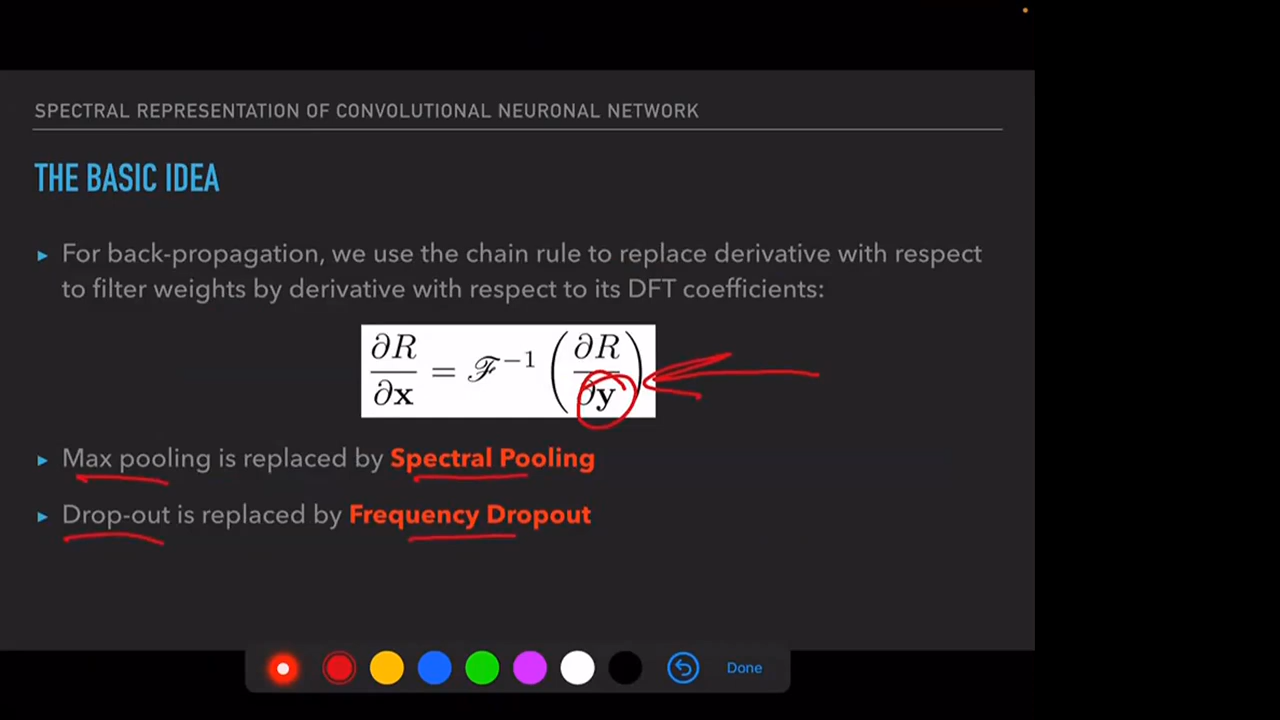 SPECTRAL REPRESENTATION OF CONVOLUTIONAL NEURONAL NETWORK
THE BASIC IDEA
▸ For back-propagation, we use the chain rule to replace derivative with respect
to filter weights by derivative with respect to its DFT coefficients:
∂R/∂x = ℱ⁻¹ (∂R/∂y)
▸ Max pooling is replaced by Spectral Pooling
▸ Drop-out is replaced by Frequency Dropout
Done